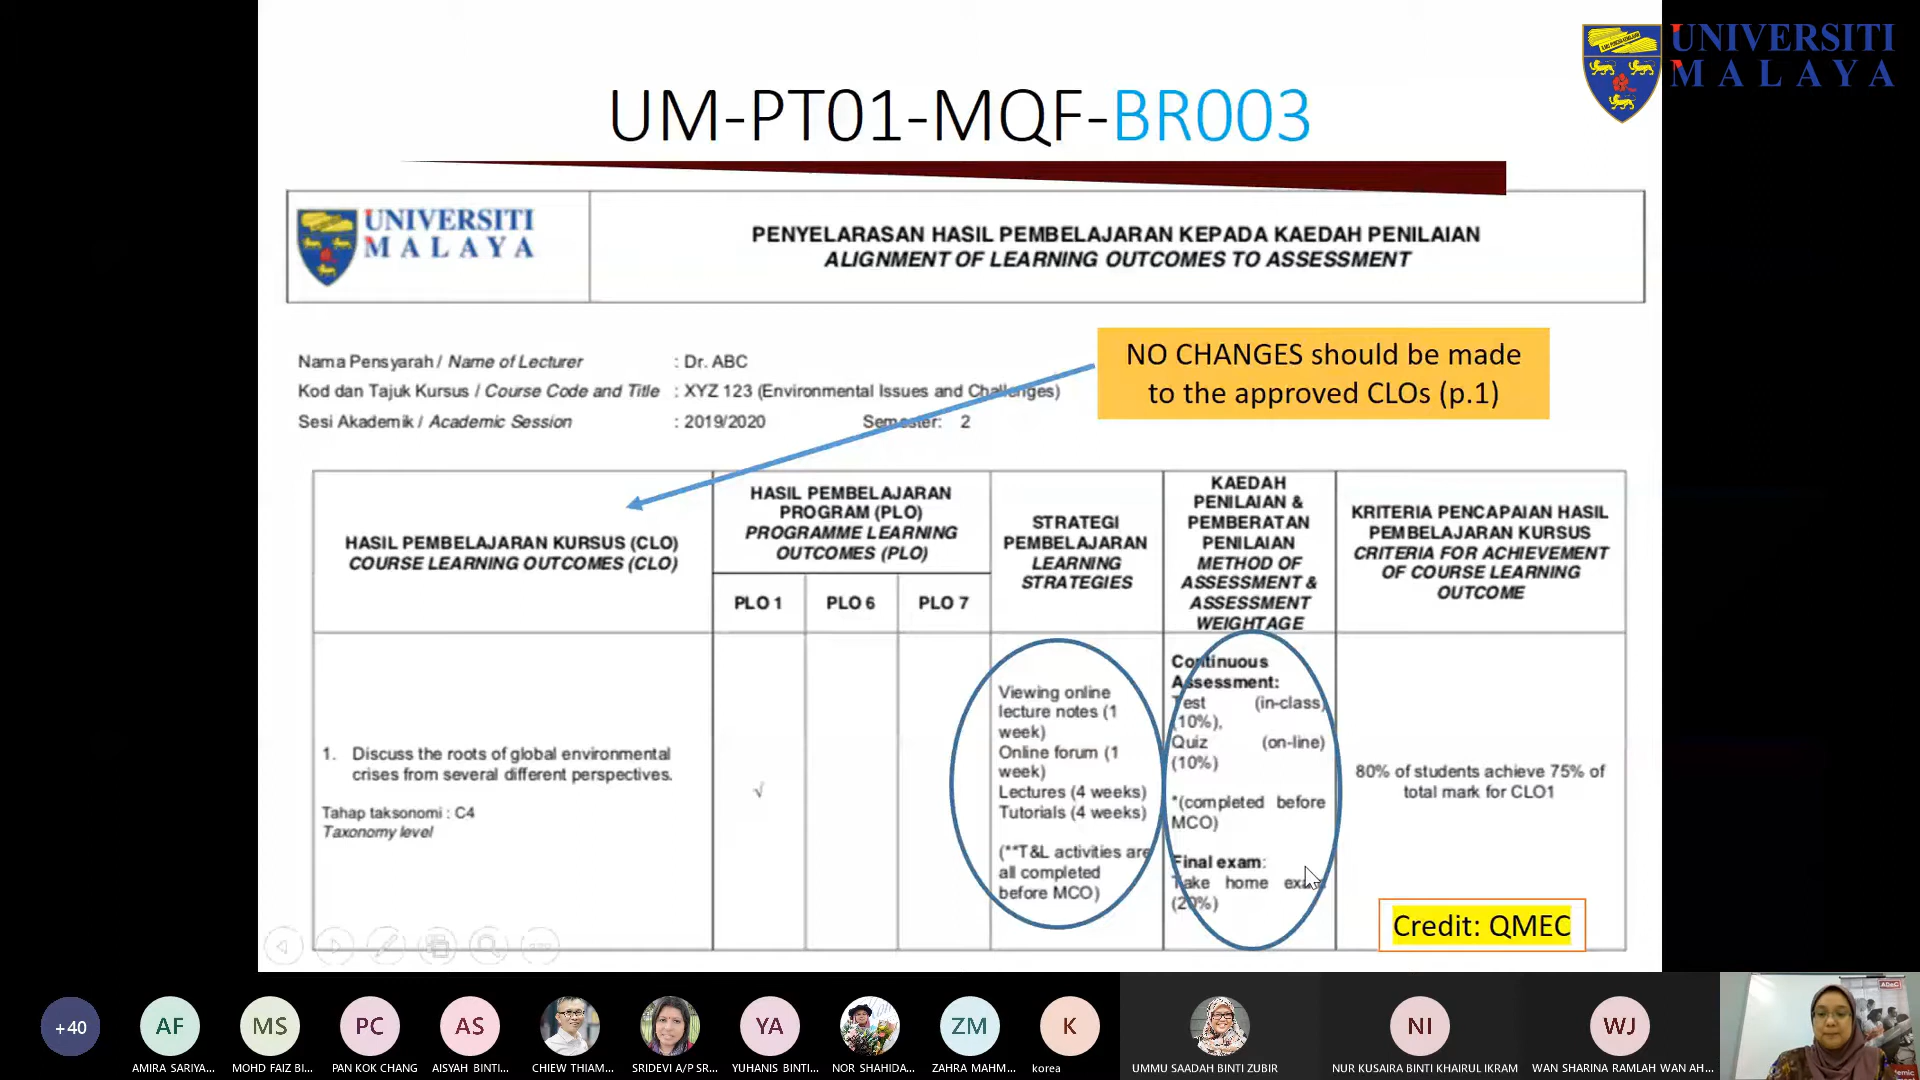 UNIVERSITI
MALAYA
UM-PT01-MQF-BR003
UNIVERSITI
MALAYA
PENYELARASAN HASIL PEMBELAJARAN KEPADA KAEDAH PENILAIAN
ALIGNMENT OF LEARNING OUTCOMES TO ASSESSMENT
NO CHANGES should be made
to the approved CLOs (p.1)
Nama Pensyarah / Name of Lecturer : Dr. ABC
Kod dan Tajuk Kursus / Course Code and Title : XYZ 123 (Environmental Issues and Challenges)
Sesi Akademik / Academic Session : 2019/2020 Semester: 2
HASIL PEMBELAJARAN KURSUS (CLO)
COURSE LEARNING OUTCOMES (CLO)
HASIL PEMBELAJARAN
PROGRAM (PLO)
PROGRAMME LEARNING
OUTCOMES (PLO)
PLO 1 PLO 6 PLO 7
STRATEGI
PEMBELAJARAN
LEARNING
STRATEGIES
KAEDAH
PENILAIAN &
PEMBERATAN
PENILAIAN
METHOD OF
ASSESSMENT &
ASSESSMENT
WEIGHTAGE
KRITERIA PENCAPAIAN HASIL
PEMBELAJARAN KURSUS
CRITERIA FOR ACHIEVEMENT
OF COURSE LEARNING
OUTCOME
1. Discuss the roots of global environmental
crises from several different perspectives.
Tahap taksonomi : C4
Taxonomy level
√
Viewing online
lecture notes (1
week)
Online forum (1
week)
Lectures (4 weeks)
Tutorials (4 weeks)
(**T&L activities are
all completed
before MCO)
Continuous
Assessment:
Test (in-class)
(10%),
Quiz (on-line)
(10%)
*(completed before
MCO)
Final exam:
Take home exam
(20%)
80% of students achieve 75% of
total mark for CLO1
Credit: QMEC
+40
AF
MS
PC
AS
YA
ZM
K
NI
WJ
AMIRA SARIYA...
MOHD FAIZ BI...
PAN KOK CHANG
AISYAH BINTI...
CHIEW THIAM...
SRIDEVI A/P SR...
YUHANIS BINTI...
NOR SHAHIDA...
ZAHRA MAHM...
korea
UMMU SAADAH BINTI ZUBIR
NUR KUSAIRA BINTI KHAIRUL IKRAM
WAN SHARINA RAMLAH WAN AH...